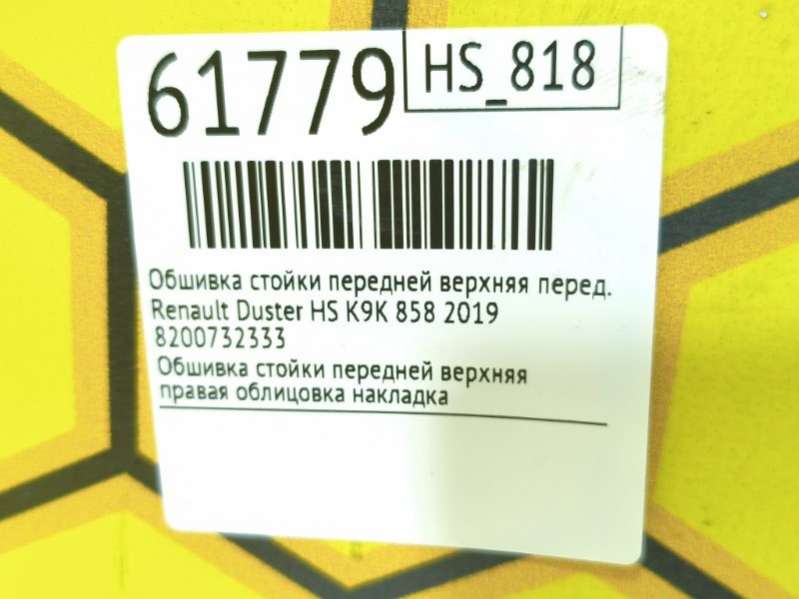 61779
HS_818
Обшивка стойки передней верхняя перед.
Renault Duster HS K9K 858 2019
8200732333
Обшивка стойки передней верхняя
правая облицовка накладка